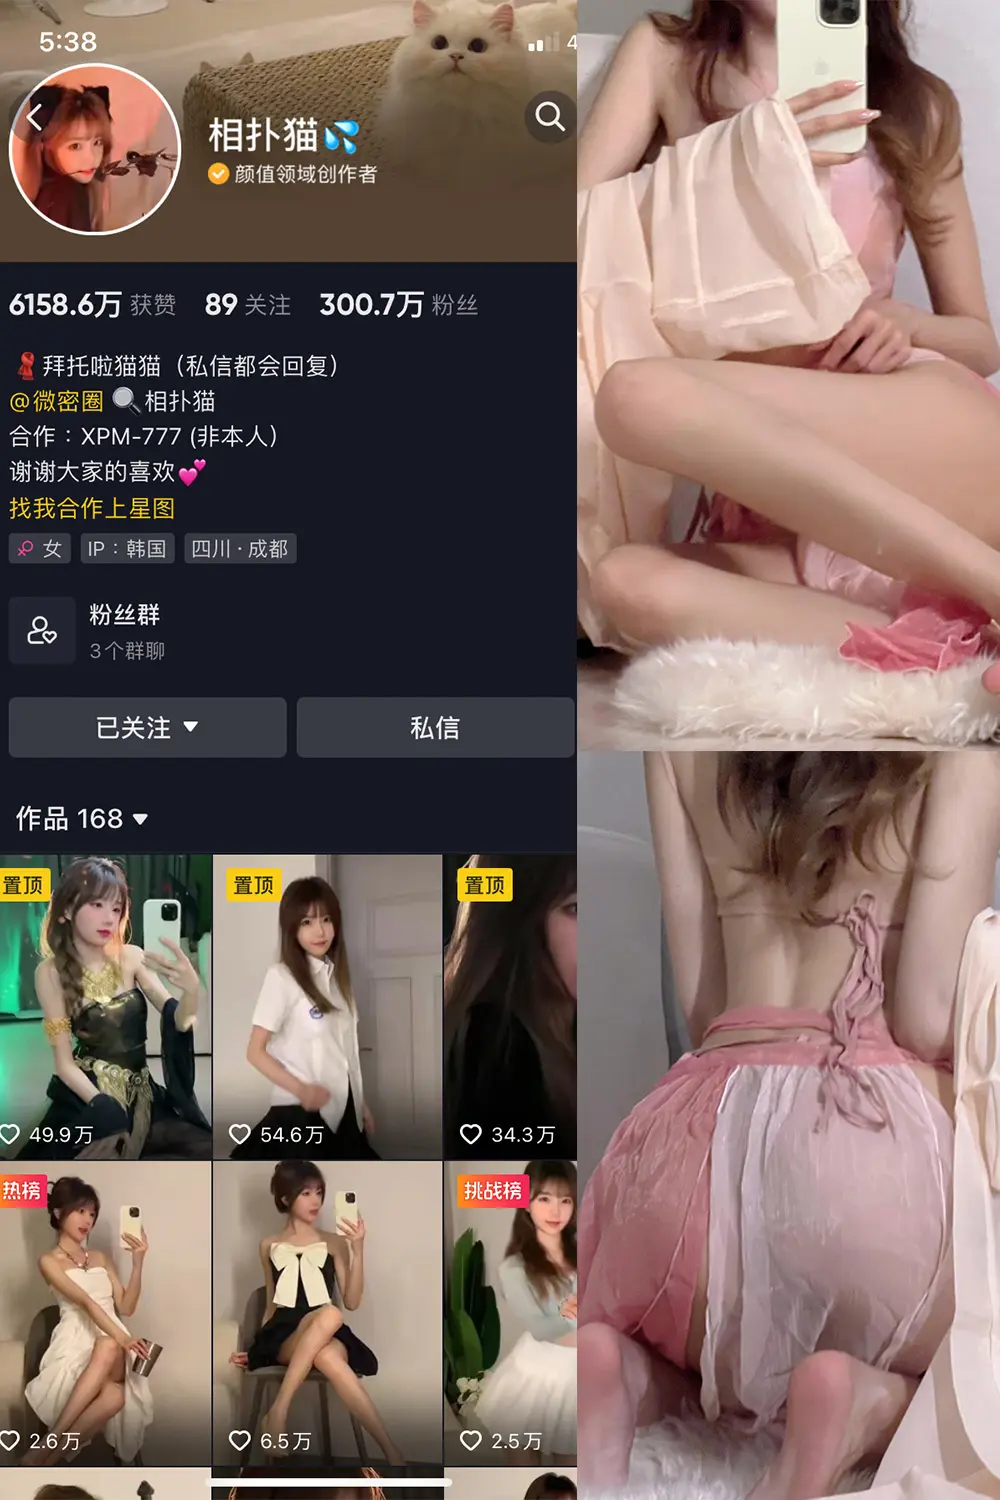 5:38
4
相扑猫💦
颜值领域创作者
6158.6万 获赞 89 关注 300.7万 粉丝
🧣拜托啦猫猫（私信都会回复）
@微密圈 🔍相扑猫
合作：XPM-777 (非本人)
谢谢大家的喜欢💕
找我合作上星图
女 IP：韩国 四川·成都
粉丝群
3个群聊
已关注 私信
作品 168
置顶 置顶 置顶
49.9万 54.6万 34.3万
热榜 挑战榜
2.6万 6.5万 2.5万